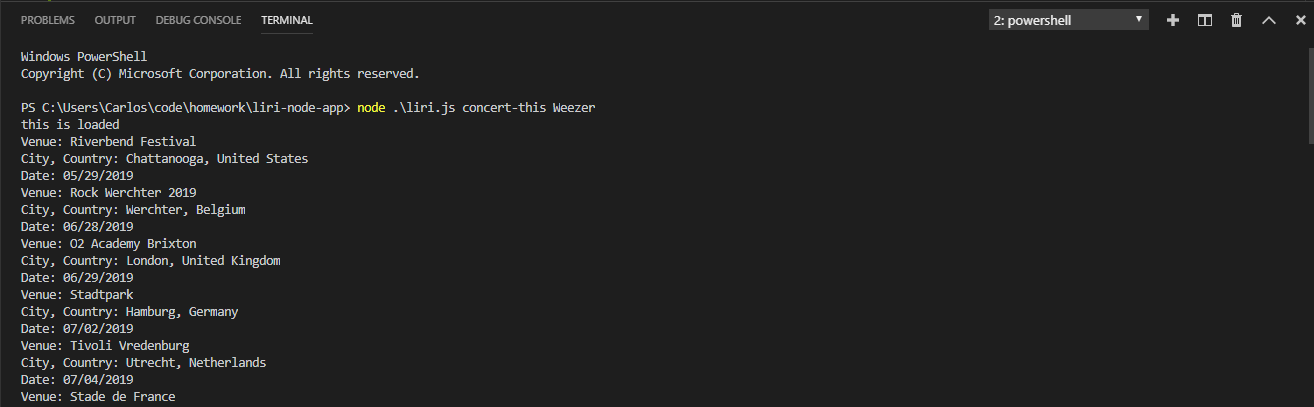 PROBLEMS OUTPUT DEBUG CONSOLE TERMINAL 2: powershell
Windows PowerShell
Copyright (C) Microsoft Corporation. All rights reserved.
PS C:\Users\Carlos\code\homework\liri-node-app> node .\liri.js concert-this Weezer
this is loaded
Venue: Riverbend Festival
City, Country: Chattanooga, United States
Date: 05/29/2019
Venue: Rock Werchter 2019
City, Country: Werchter, Belgium
Date: 06/28/2019
Venue: O2 Academy Brixton
City, Country: London, United Kingdom
Date: 06/29/2019
Venue: Stadtpark
City, Country: Hamburg, Germany
Date: 07/02/2019
Venue: Tivoli Vredenburg
City, Country: Utrecht, Netherlands
Date: 07/04/2019
Venue: Stade de France